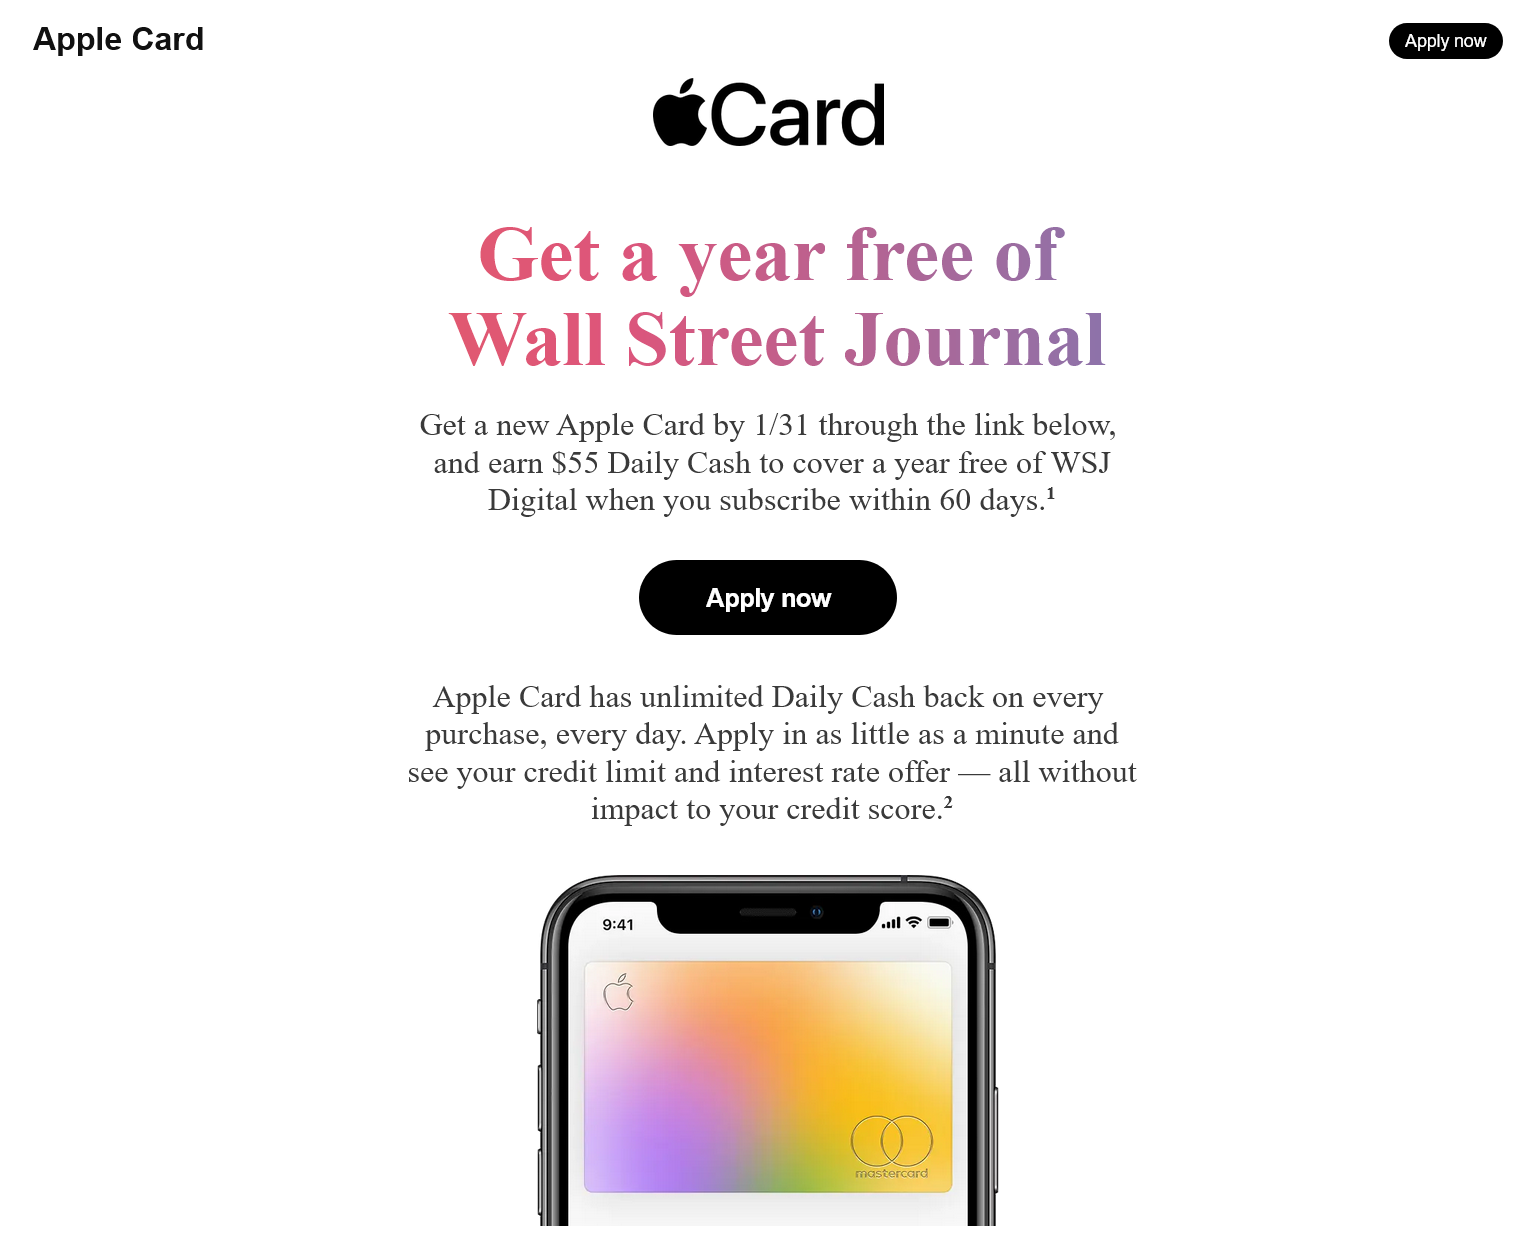 Apple Card
Apply now
Card
Get a year free of
Wall Street Journal
Get a new Apple Card by 1/31 through the link below,
and earn $55 Daily Cash to cover a year free of WSJ
Digital when you subscribe within 60 days.¹
Apply now
Apple Card has unlimited Daily Cash back on every
purchase, every day. Apply in as little as a minute and
see your credit limit and interest rate offer — all without
impact to your credit score.²
9:41
mastercard